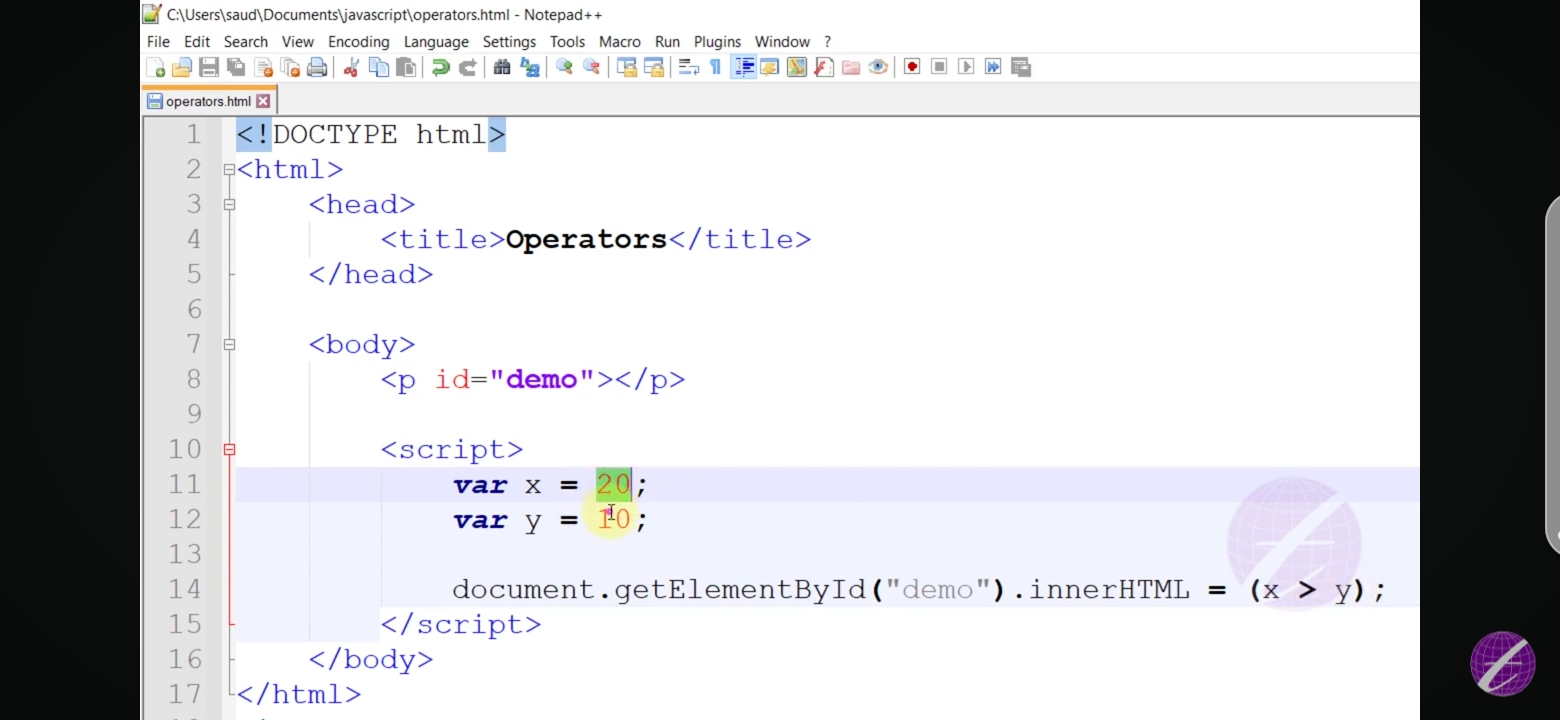 C:\Users\saud\Documents\javascript\operators.html - Notepad++
File Edit Search View Encoding Language Settings Tools Macro Run Plugins Window ?
operators.html
1 <!DOCTYPE html>
2 <html>
3 <head>
4 <title>Operators</title>
5 </head>
6
7 <body>
8 <p id="demo"></p>
9
10 <script>
11 var x = 20;
12 var y = 10;
13
14 document.getElementById("demo").innerHTML = (x > y);
15 </script>
16 </body>
17 </html>